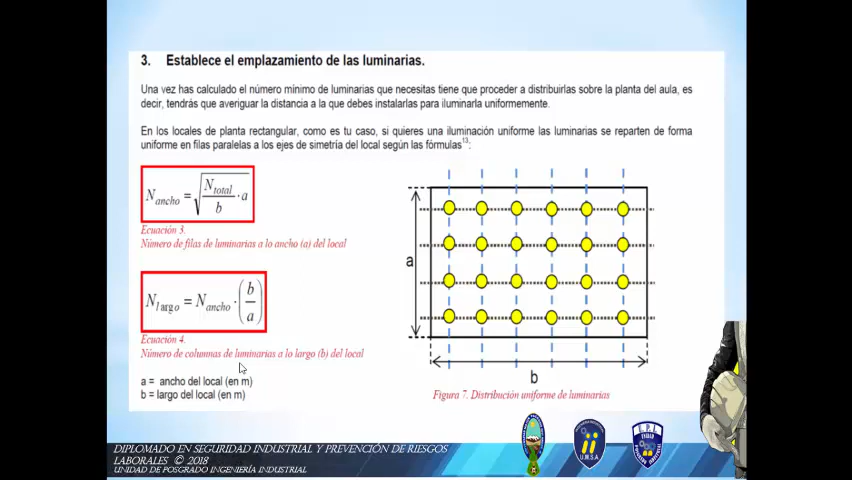 3. Establece el emplazamiento de las luminarias.
Una vez has calculado el número mínimo de luminarias que necesitas tiene que proceder a distribuirlas sobre la planta del aula, es
decir, tendrás que averiguar la distancia a la que debes instalarlas para iluminarla uniformemente.
En los locales de planta rectangular, como es tu caso, si quieres una iluminación uniforme las luminarias se reparten de forma
uniforme en filas paralelas a los ejes de simetría del local según las fórmulas13:
N_ancho = √(N_total / b · a)
Ecuación 3.
Número de filas de luminarias a lo ancho (a) del local
N_largo = N_ancho · (b / a)
Ecuación 4.
Número de columnas de luminarias a lo largo (b) del local
a = ancho del local (en m)
b = largo del local (en m)
a
b
Figura 7. Distribución uniforme de luminarias
DIPLOMADO EN SEGURIDAD INDUSTRIAL Y PREVENCIÓN DE RIESGOS
LABORALES © 2018
UNIDAD DE POSGRADO INGENIERÍA INDUSTRIAL
U.M.S.A.